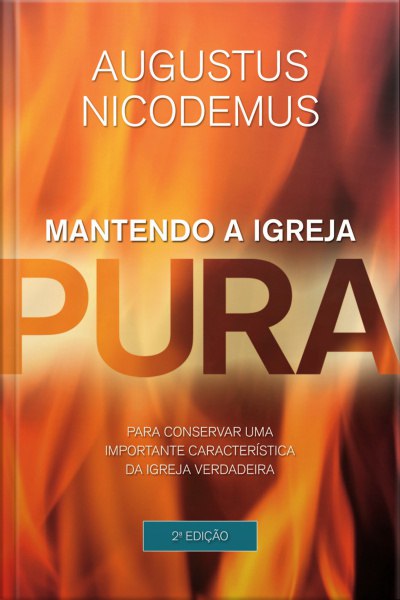 AUGUSTUS
NICODEMUS
MANTENDO A IGREJA
PURA
PARA CONSERVAR UMA
IMPORTANTE CARACTERÍSTICA
DA IGREJA VERDADEIRA
2ª EDIÇÃO